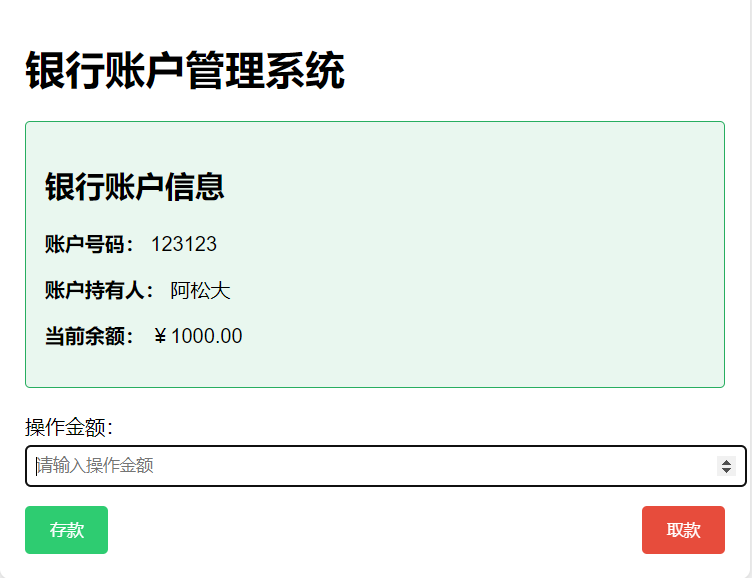 银行账户管理系统
银行账户信息
账户号码： 123123
账户持有人： 阿松大
当前余额： ￥1000.00
操作金额：
请输入操作金额
存款
取款